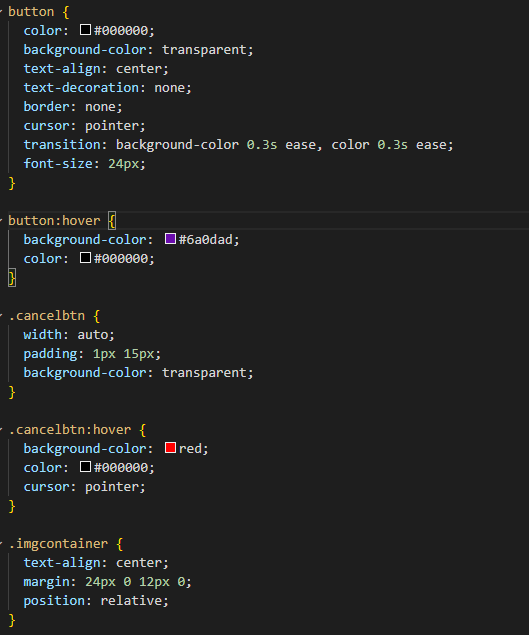 button {
color: #000000;
background-color: transparent;
text-align: center;
text-decoration: none;
border: none;
cursor: pointer;
transition: background-color 0.3s ease, color 0.3s ease;
font-size: 24px;
}
button:hover {
background-color: #6a0dad;
color: #000000;
}
.cancelbtn {
width: auto;
padding: 1px 15px;
background-color: transparent;
}
.cancelbtn:hover {
background-color: red;
color: #000000;
cursor: pointer;
}
.imgcontainer {
text-align: center;
margin: 24px 0 12px 0;
position: relative;
}